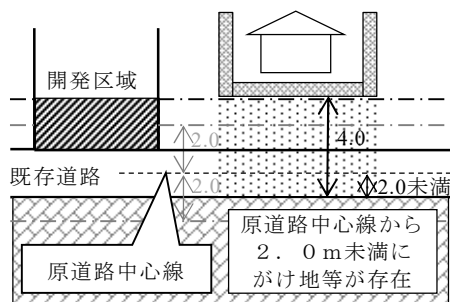 開発区域
2.0
4.0
既存道路
2.0
2.0未満
原道路中心線
原道路中心線から
２．０ｍ未満に
がけ地等が存在